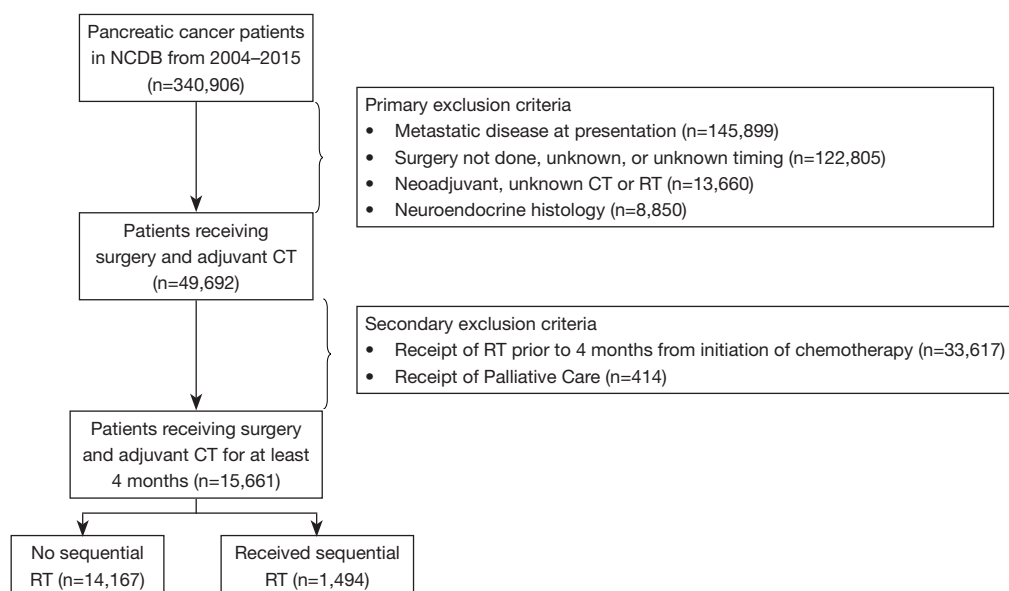 Pancreatic cancer patients
in NCDB from 2004–2015
(n=340,906)
Primary exclusion criteria
• Metastatic disease at presentation (n=145,899)
• Surgery not done, unknown, or unknown timing (n=122,805)
• Neoadjuvant, unknown CT or RT (n=13,660)
• Neuroendocrine histology (n=8,850)
Patients receiving
surgery and adjuvant CT
(n=49,692)
Secondary exclusion criteria
• Receipt of RT prior to 4 months from initiation of chemotherapy (n=33,617)
• Receipt of Palliative Care (n=414)
Patients receiving surgery
and adjuvant CT for at least
4 months (n=15,661)
No sequential
RT (n=14,167)
Received sequential
RT (n=1,494)